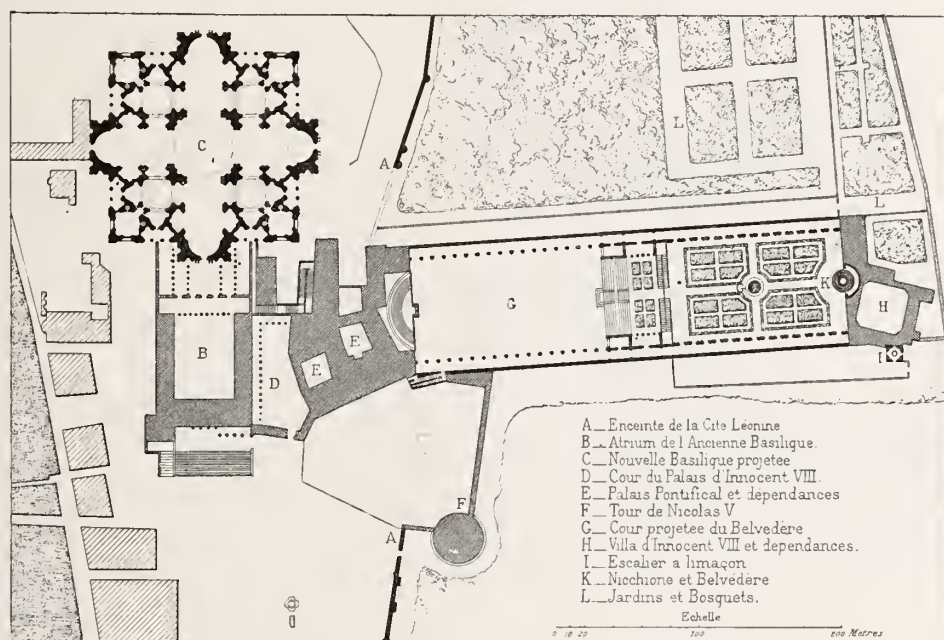 C
A
L
L
G
K
H
I
B
D
E
E
F
A
A_Enceinte de la Cité Léonine
B_Atrium de l'Ancienne Basilique.
C_Nouvelle Basilique projetée
D_Cour du Palais d'Innocent VIII.
E_Palais Pontifical et dépendances
F_Tour de Nicolas V
G_Cour projetée du Belvédère
H_Villa d'Innocent VIII et dépendances.
I_Escalier a limaçon
K_Nicchione et Belvédère
L_Jardins et Bosquets.
Echelle
0 10 20 100 200 Metres